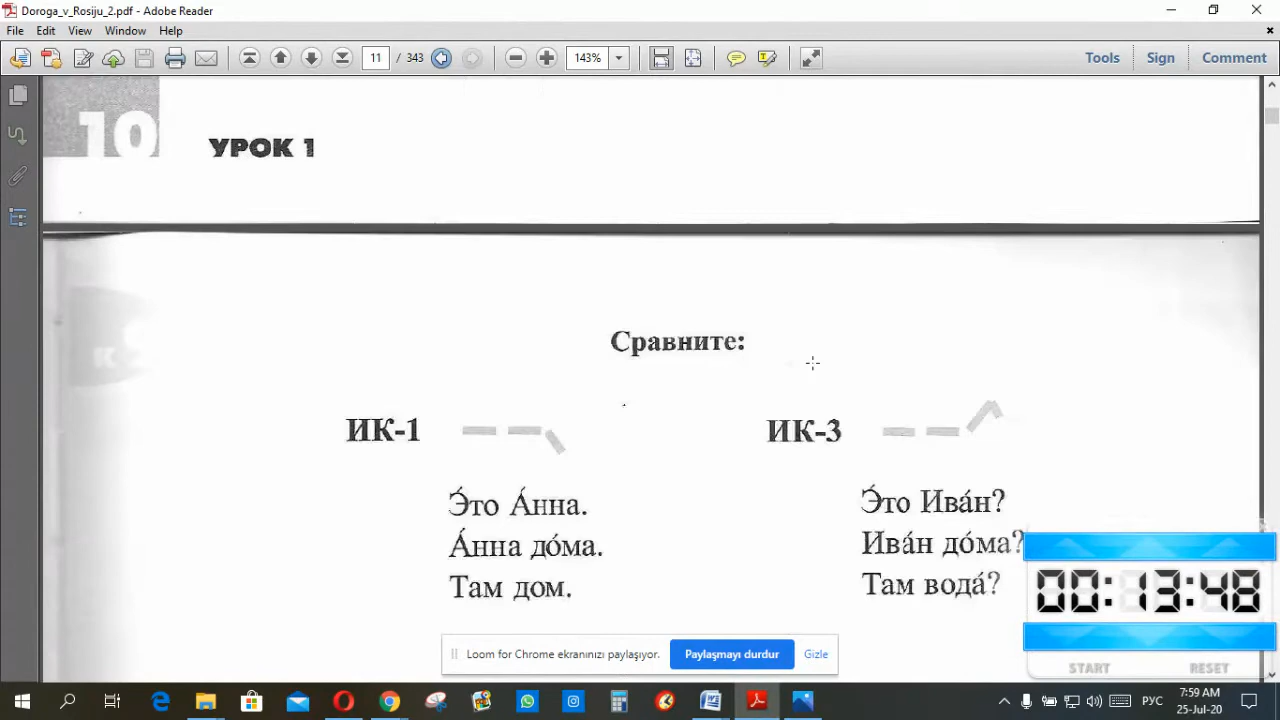 Doroga_v_Rosiju_2.pdf - Adobe Reader
File Edit View Window Help
11 / 343 143% Tools Sign Comment
10 УРОК 1
Сравните:
ИК-1 ИК-3
Э́то А́нна. Э́то Ива́н?
А́нна до́ма. Ива́н до́ма?
Там дом. Там вода́?
00:13:48
START RESET
Loom for Chrome ekranınızı paylaşıyor. Paylaşmayı durdur Gizle
РУС 7:59 AM
25-Jul-20